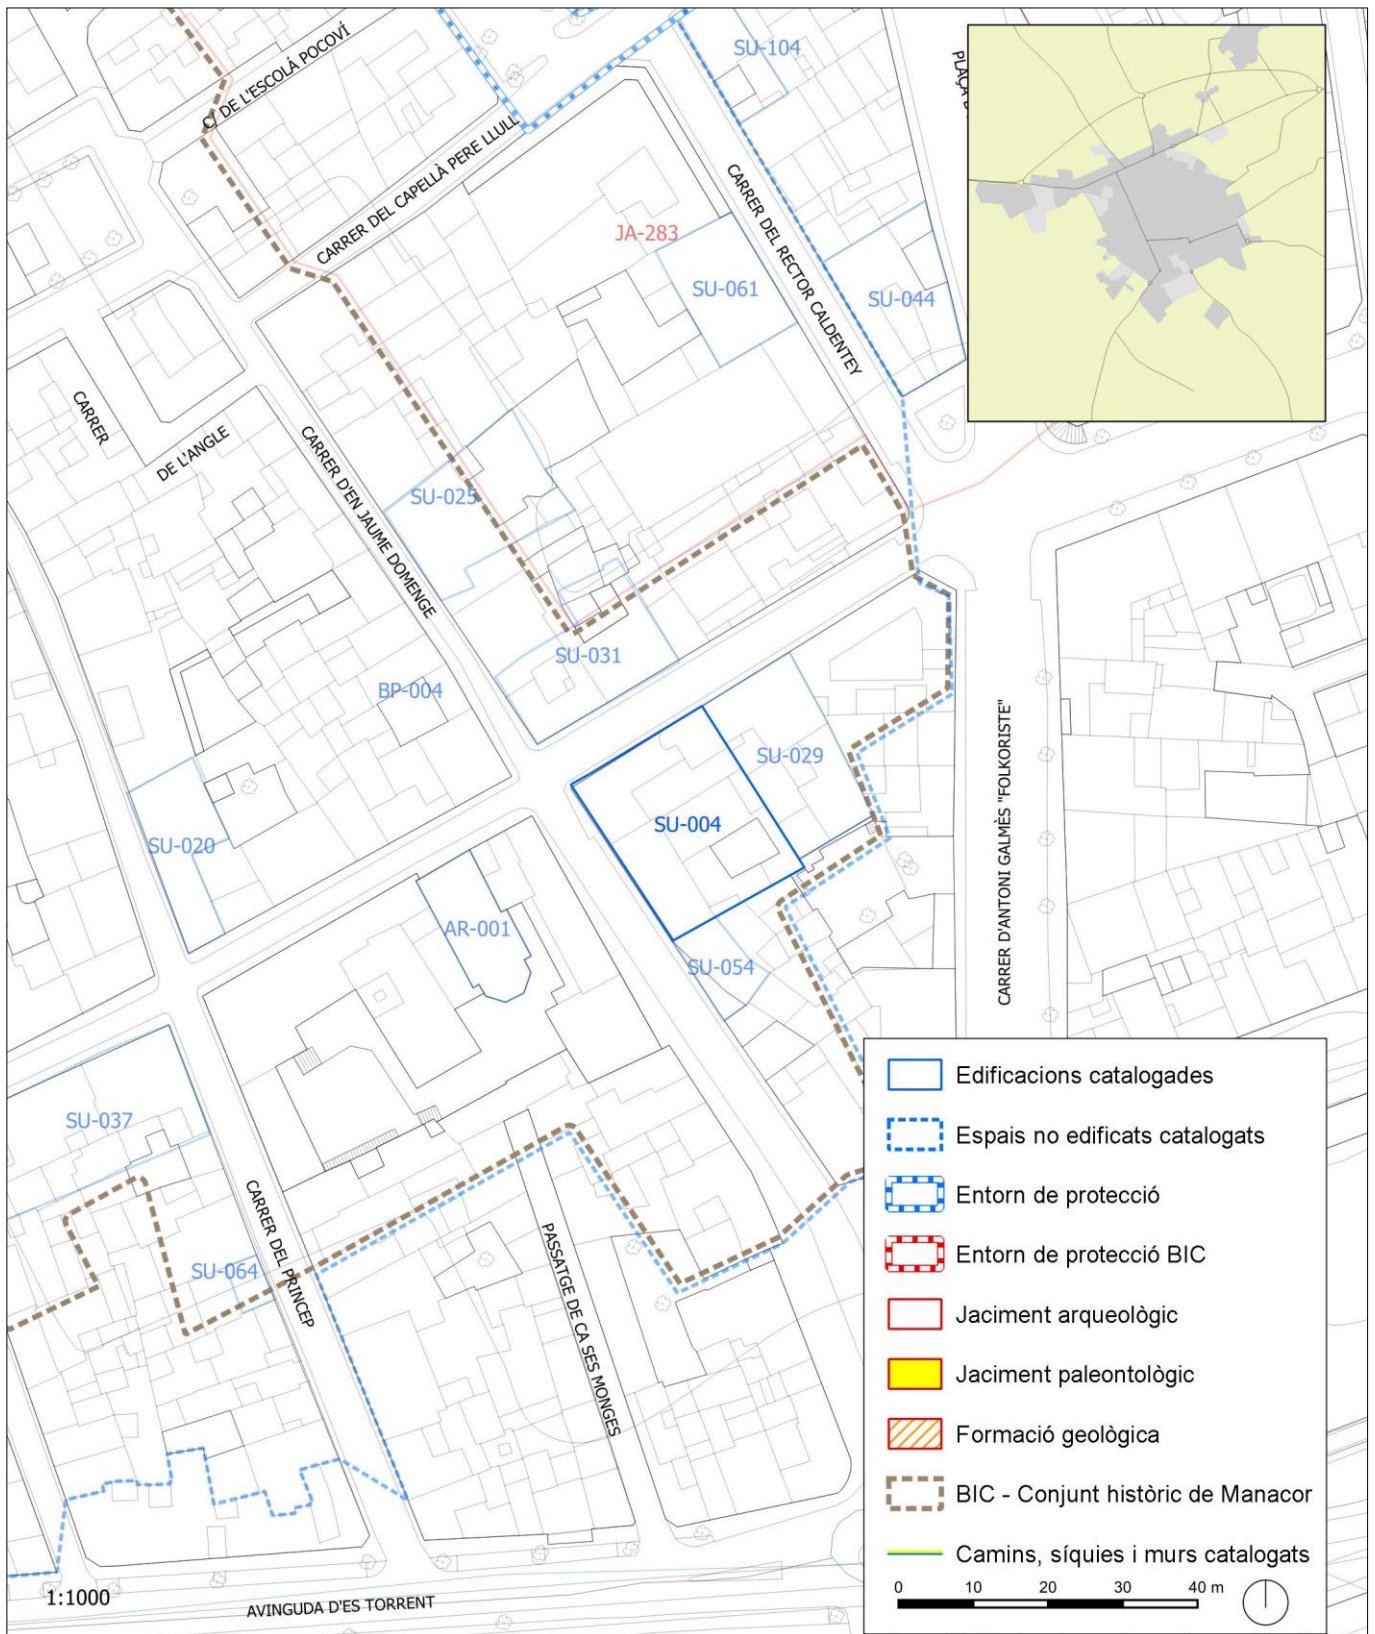 C/ DE L'ESCOLÁ POCOVÍ
SU-104
CARRER DEL CAPELLÀ PERE LLULL
JA-283
CARRER DEL RECTOR CALDENTEY
SU-061
SU-044
CARRER
DE L'ANGLE
CARRER D'EN JAUME DOMENGE
SU-025
SU-031
BP-004
SU-029
SU-004
SU-020
CARRER D'ANTONI GALMÈS "FOLKORISTE"
AR-001
SU-054
SU-037
CARRER DEL PRINCEP
SU-064
PASSATGE DE CA SES MONGES
Edificacions catalogades
Espais no edificats catalogats
Entorn de protecció
Entorn de protecció BIC
Jaciment arqueològic
Jaciment paleontològic
Formació geològica
BIC - Conjunt històric de Manacor
Camins, síquies i murs catalogats
0 10 20 30 40 m
1:1000
AVINGUDA D'ES TORRENT